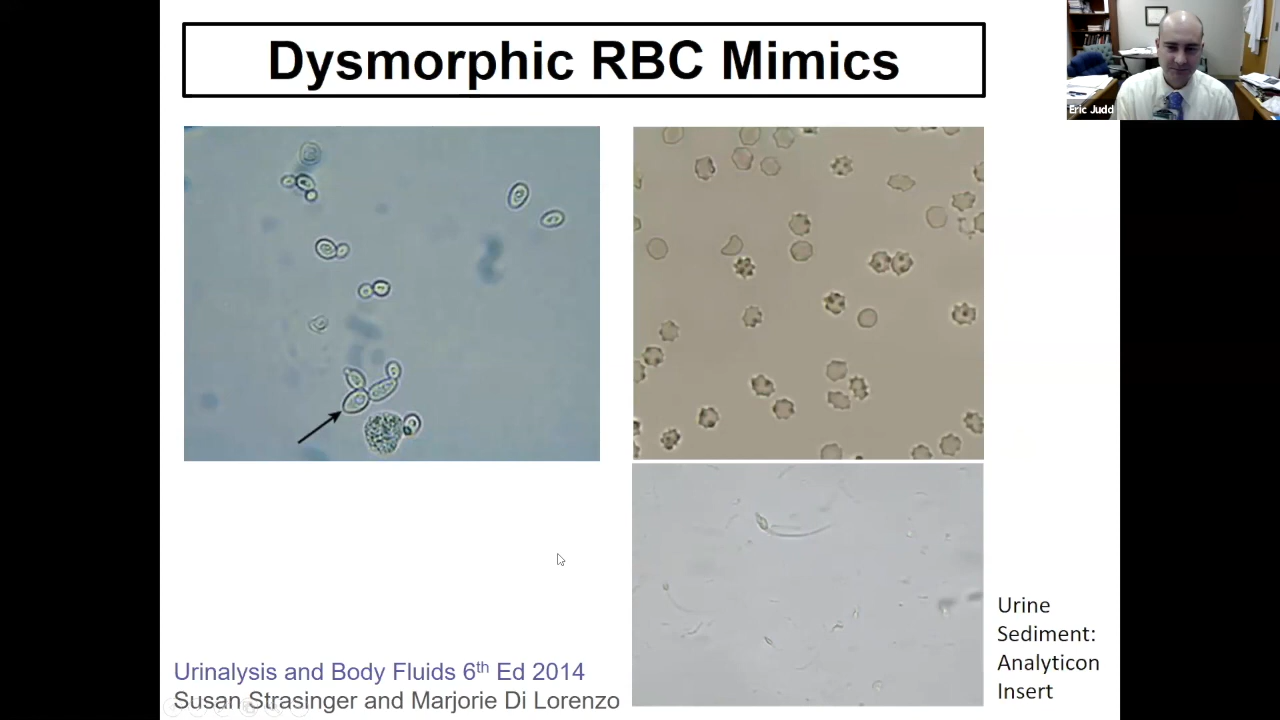 Dysmorphic RBC Mimics
Eric Judd
Urine
Sediment:
Analyticon
Insert
Urinalysis and Body Fluids 6th Ed 2014
Susan Strasinger and Marjorie Di Lorenzo